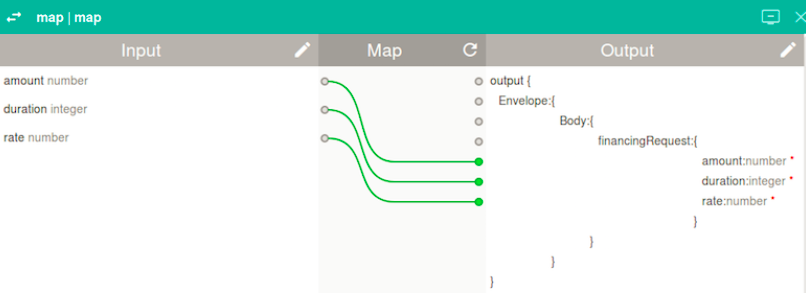 map | map
Input
Map
Output
amount number
duration integer
rate number
output {
Envelope:{
Body:{
financingRequest:{
amount:number *
duration:integer *
rate:number *
}
}
}
}